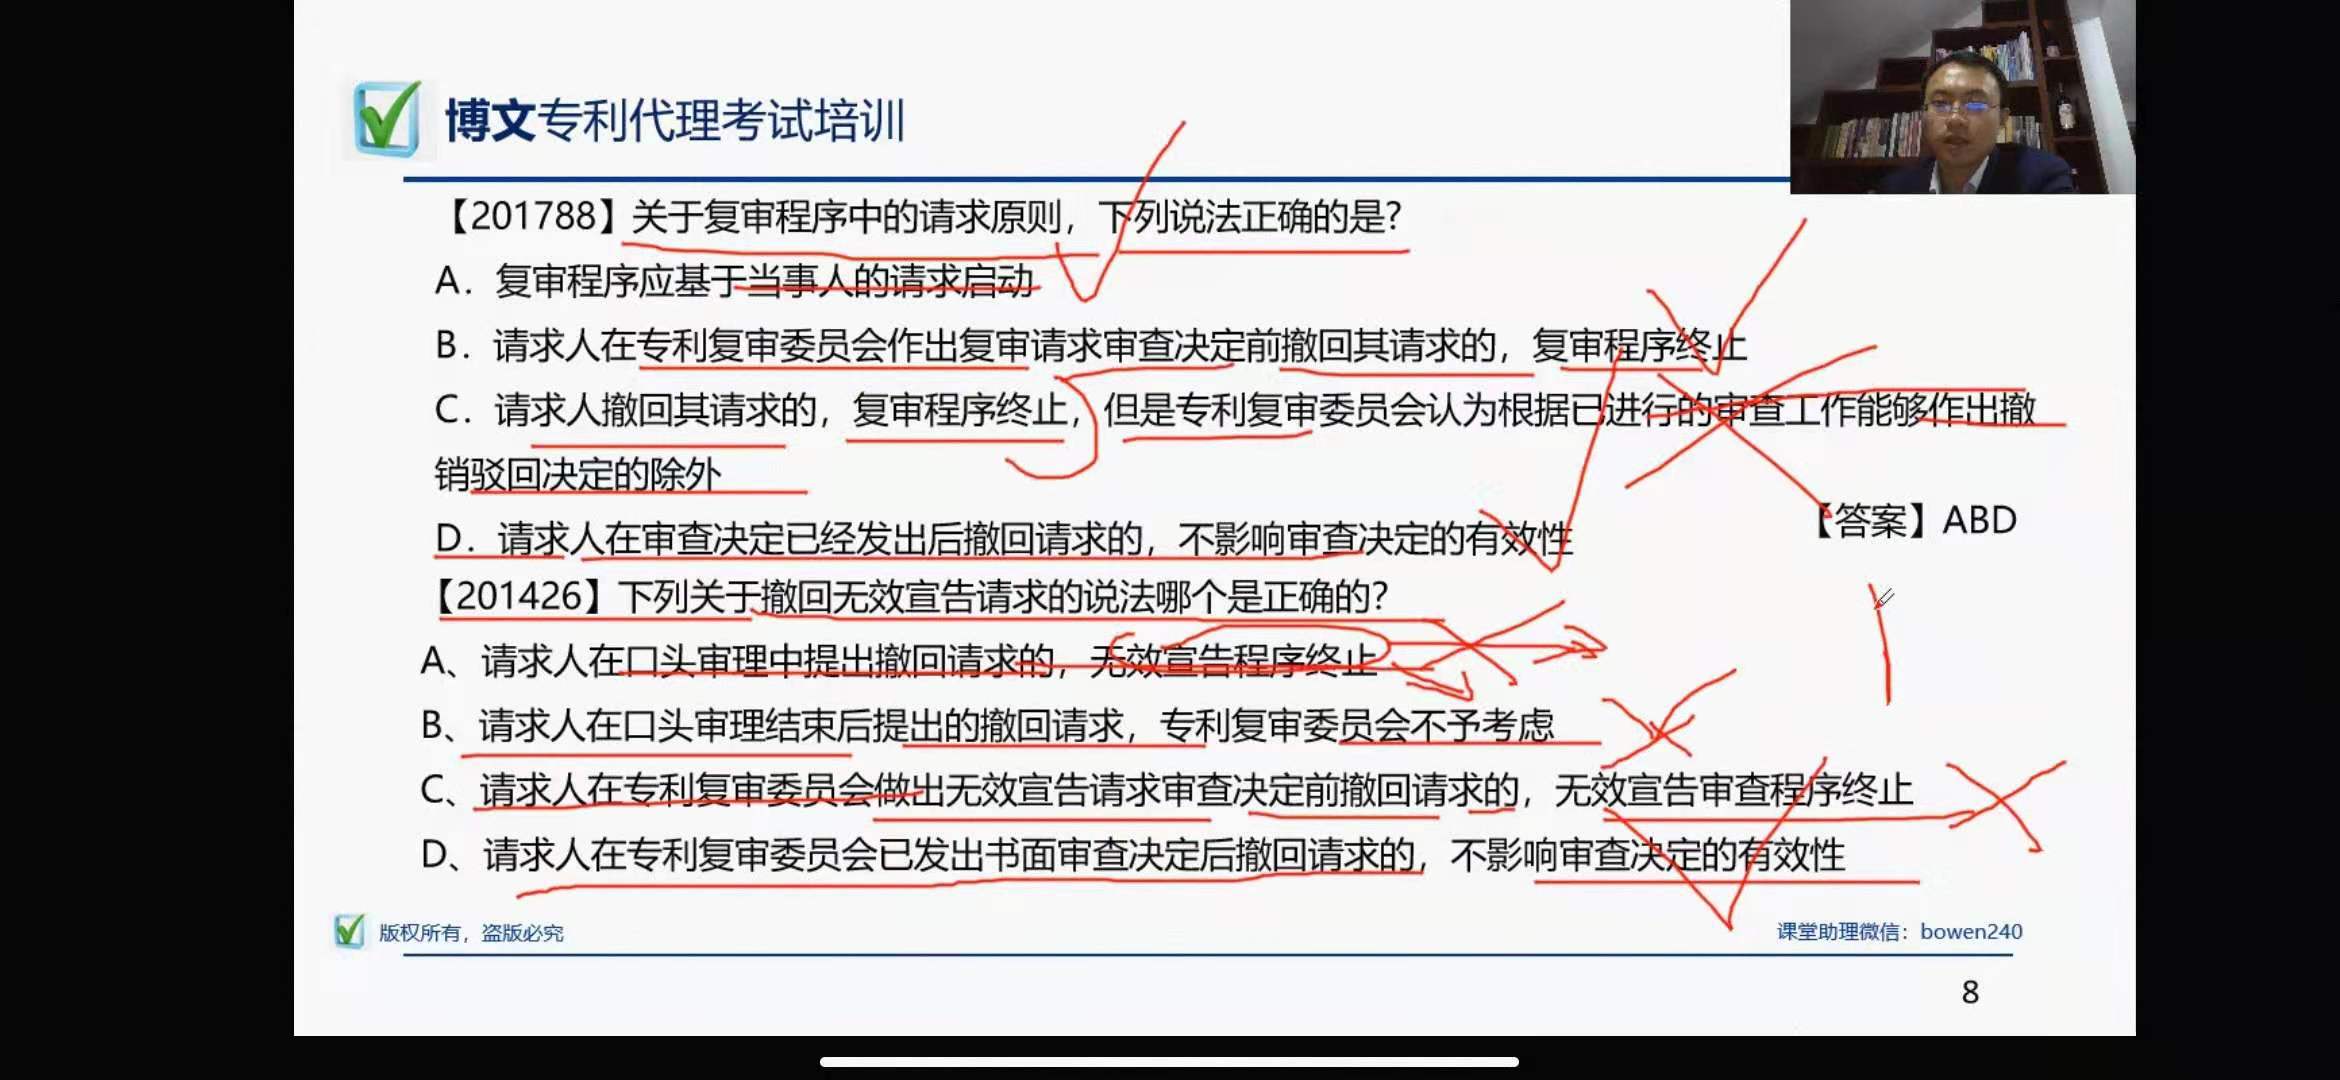 博文专利代理考试培训
【201788】关于复审程序中的请求原则，下列说法正确的是?
A．复审程序应基于当事人的请求启动
B．请求人在专利复审委员会作出复审请求审查决定前撤回其请求的，复审程序终止
C．请求人撤回其请求的，复审程序终止，但是专利复审委员会认为根据已进行的审查工作能够作出撤
销驳回决定的除外
【答案】ABD
D．请求人在审查决定已经发出后撤回请求的，不影响审查决定的有效性
【201426】下列关于撤回无效宣告请求的说法哪个是正确的?
A、请求人在口头审理中提出撤回请求的，无效宣告程序终止
B、请求人在口头审理结束后提出的撤回请求，专利复审委员会不予考虑
C、请求人在专利复审委员会做出无效宣告请求审查决定前撤回请求的，无效宣告审查程序终止
D、请求人在专利复审委员会已发出书面审查决定后撤回请求的，不影响审查决定的有效性
版权所有，盗版必究
课堂助理微信：bowen240
8